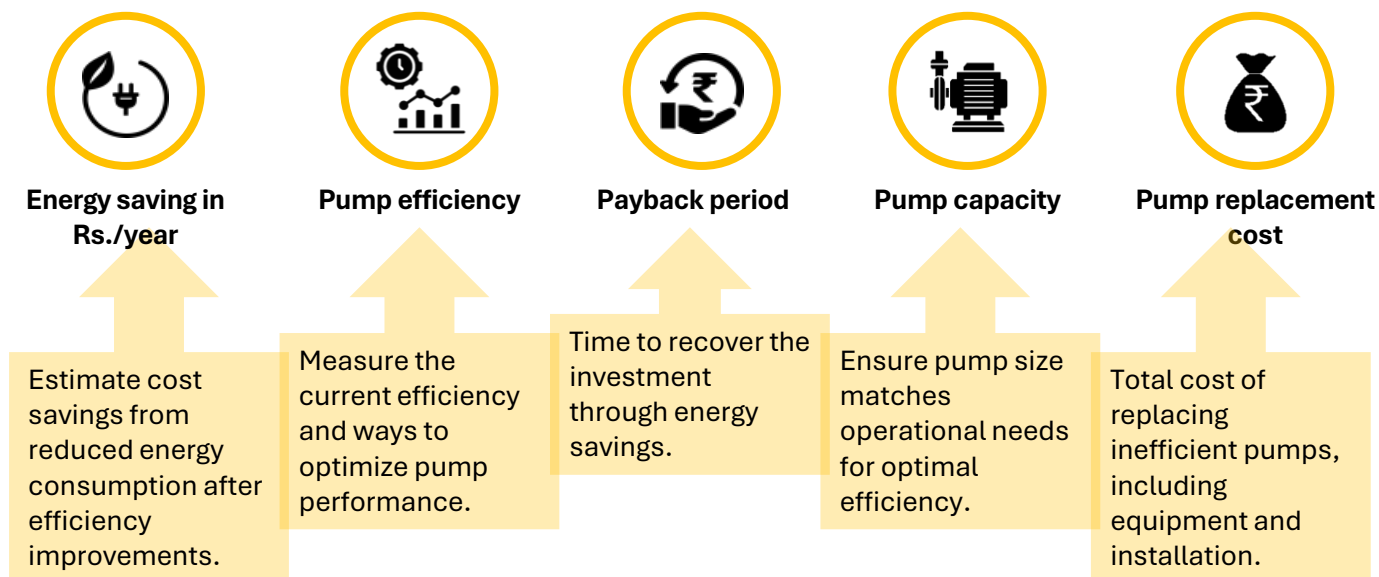 Energy saving in
Rs./year
Pump efficiency
Payback period
Pump capacity
Pump replacement
cost
Estimate cost
savings from
reduced energy
consumption after
efficiency
improvements.
Measure the
current efficiency
and ways to
optimize pump
performance.
Time to recover the
investment
through energy
savings.
Ensure pump size
matches
operational needs
for optimal
efficiency.
Total cost of
replacing
inefficient pumps,
including
equipment and
installation.